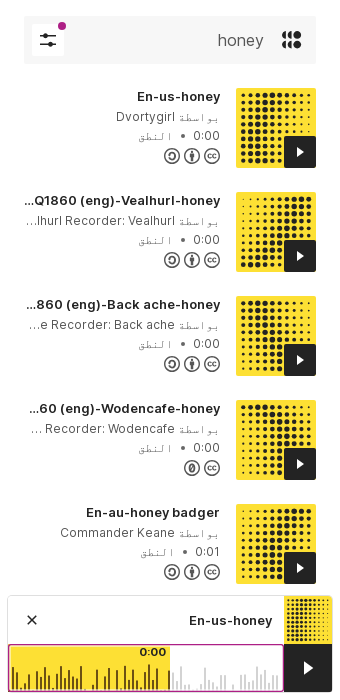 honey
En-us-honey
بواسطة Dvortygirl
0:00 • النطق
...Q1860 (eng)-Vealhurl-honey
بواسطة lhurl Recorder: Vealhurl...
0:00 • النطق
...860 (eng)-Back ache-honey
بواسطة e Recorder: Back ache...
0:00 • النطق
...60 (eng)-Wodencafe-honey
بواسطة Recorder: Wodencafe ...
0:00 • النطق
En-au-honey badger
بواسطة Commander Keane
0:01 • النطق
En-us-honey
0:00